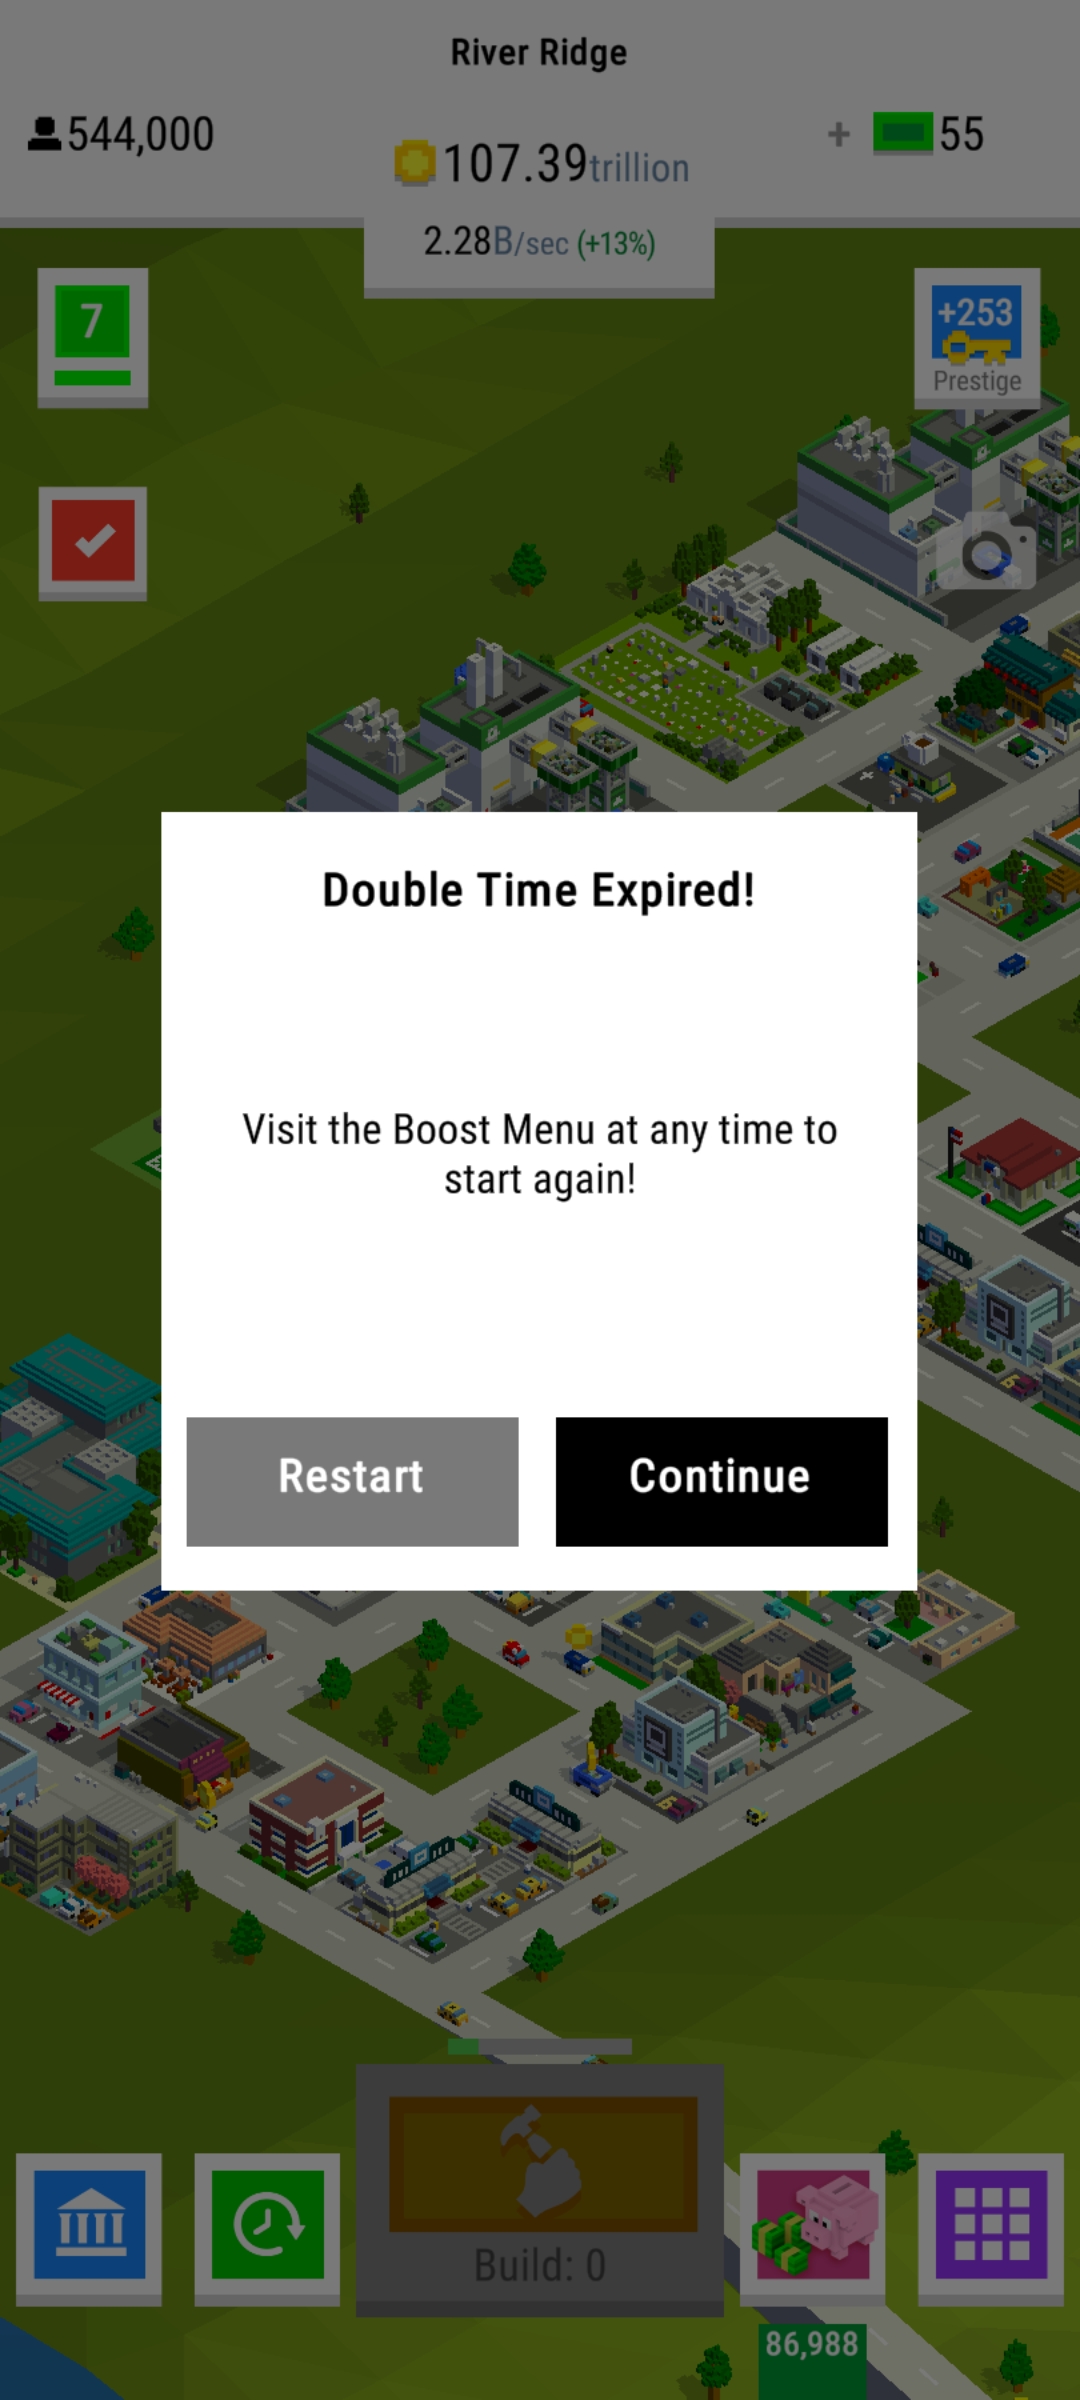 River Ridge
544,000
107.39trillion
+ 55
2.28B/sec (+13%)
7
+253
Prestige
Double Time Expired!
Visit the Boost Menu at any time to
start again!
Restart
Continue
Build: 0
86,988